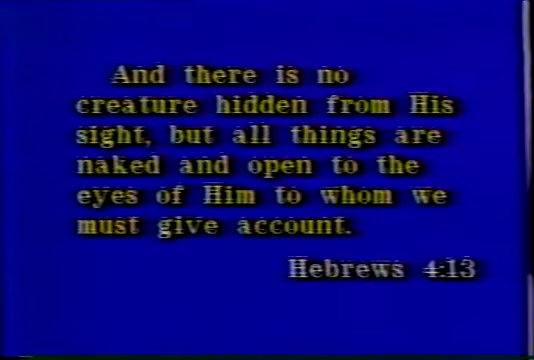 And there is no
creature hidden from His
sight, but all things are
naked and open to the
eyes of Him to whom we
must give account.
Hebrews 4:13